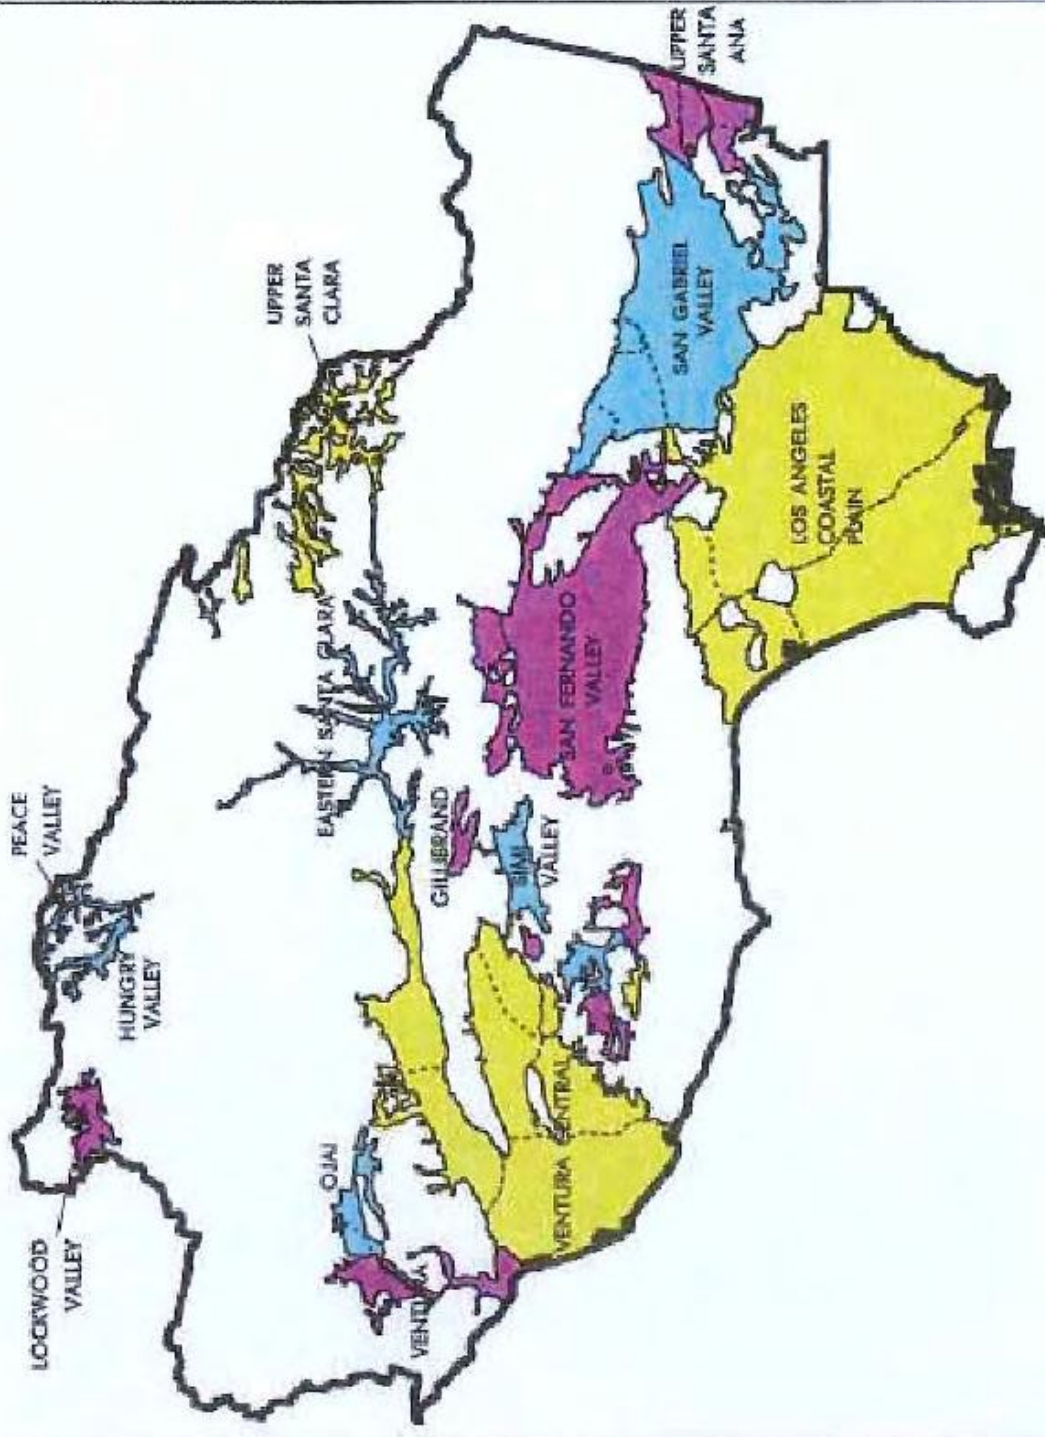 LOCKWOOD
VALLEY
HUNGRY
VALLEY
PEACE
VALLEY
UPPER
SANTA
CLARA
OJAI
EASTERN SANTA CLARA
VENTURA
GILLIBRAND
SIMI
VALLEY
VENTURA CENTRAL
SAN FERNANDO
VALLEY
SAN GABRIEL
VALLEY
UPPER
SANTA
ANA
LOS ANGELES
COASTAL
PLAIN